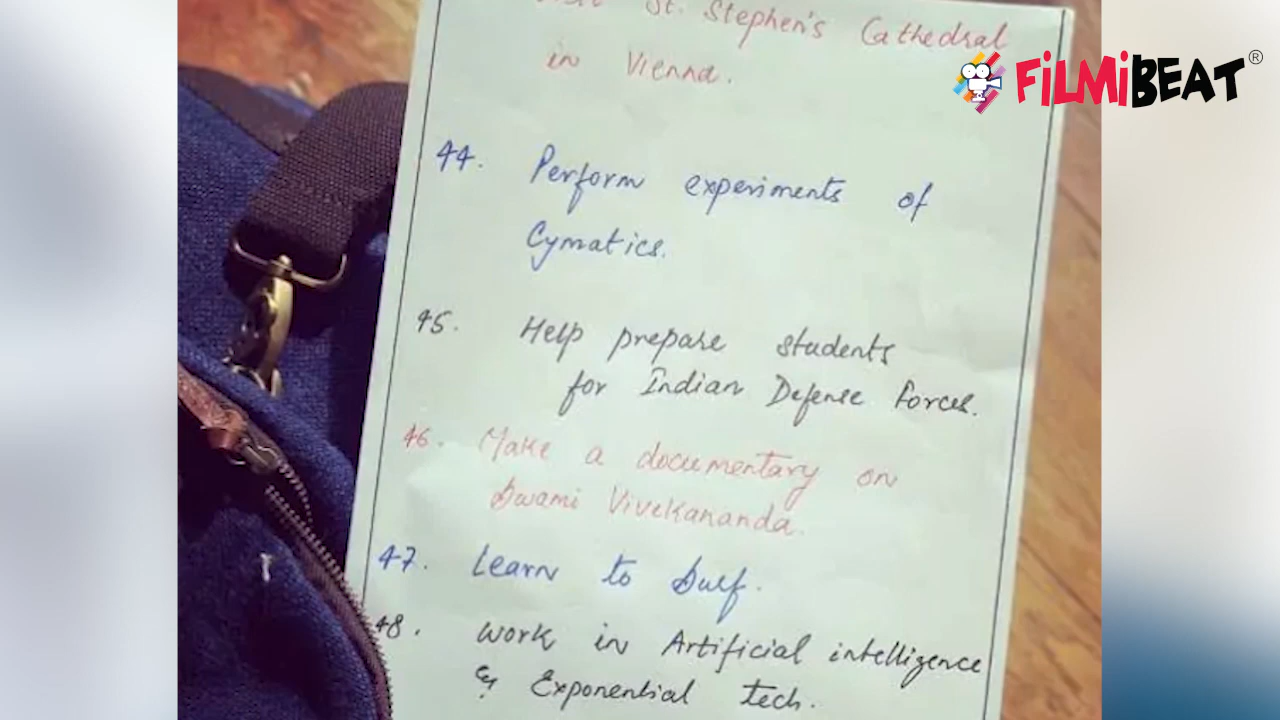 St. Stephen's Cathedral
in Vienna.
FiLMiBEAT®
44. Perform experiments of
Cymatics.
45. Help prepare students
for Indian Defense Forces.
46. Make a documentary on
Swami Vivekananda.
47. Learn to Surf.
48. Work in Artificial intelligence
& Exponential tech.